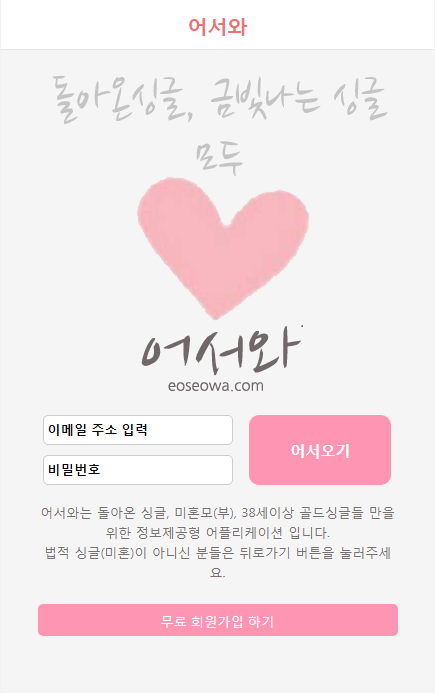 어서와
돌아온싱글, 금빛나는 싱글
모두
어서와
eoseowa.com
이메일 주소 입력
어서오기
비밀번호
어서와는 돌아온 싱글, 미혼모(부), 38세이상 골드싱글들 만을
위한 정보제공형 어플리케이션 입니다.
법적 싱글(미혼)이 아니신 분들은 뒤로가기 버튼을 눌러주세
요.
무료 회원가입 하기